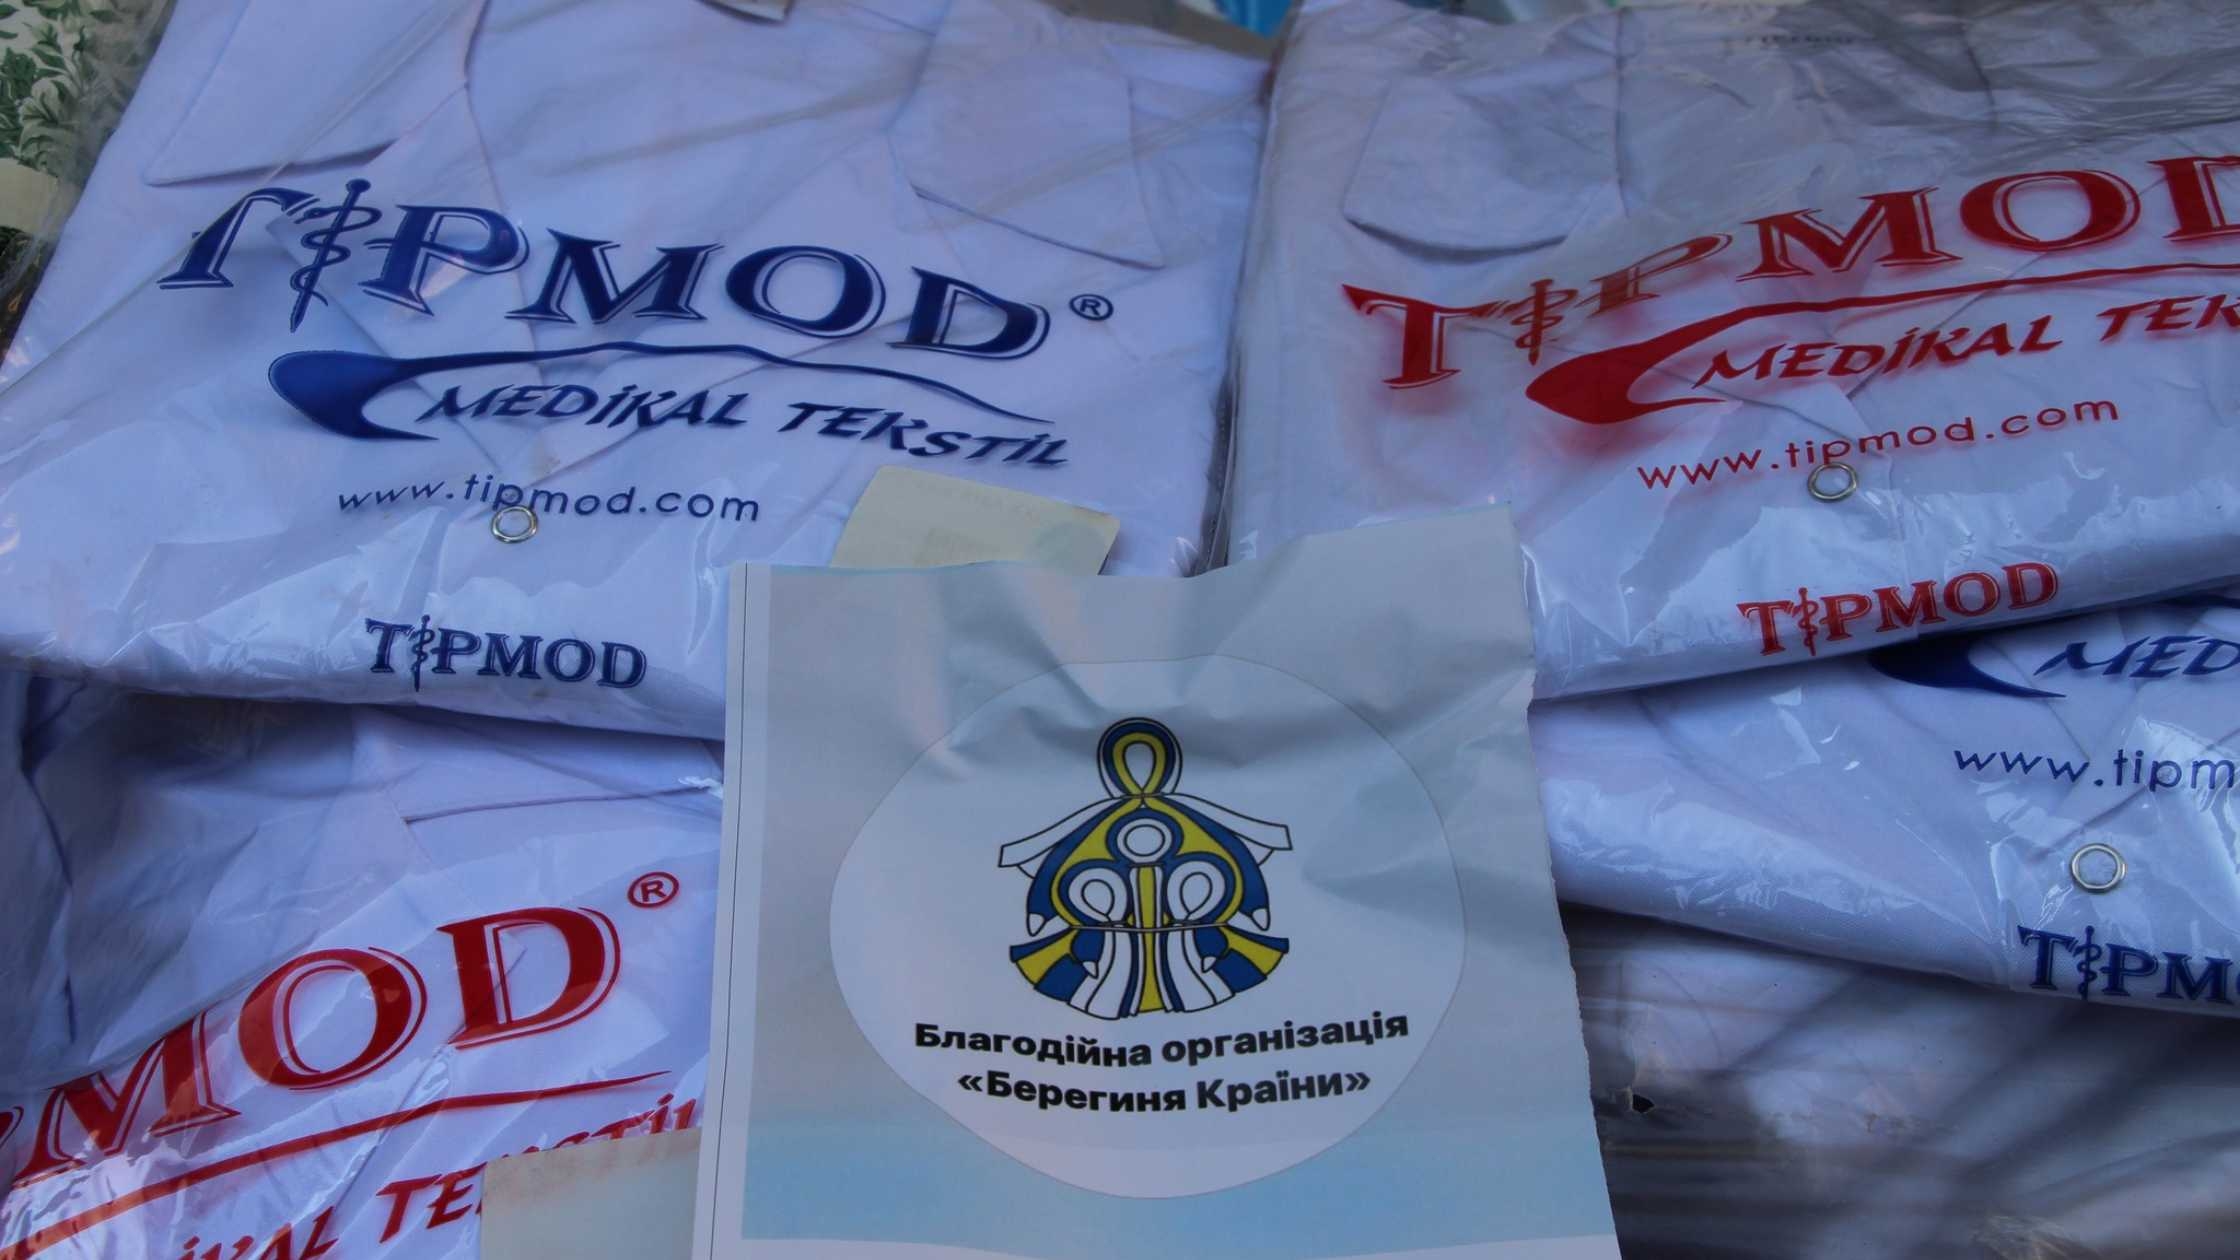 TIPMOD®
MEDİKAL TEKSTİL
www.tipmod.com
TIPMOD
TIPMOD
MEDİKAL TEK
www.tipmod.com
TIPMOD
MED
www.tipm
TIPM
PMOD®
İKAL TEKSTİL
Благодійна організація
«Берегиня Країни»